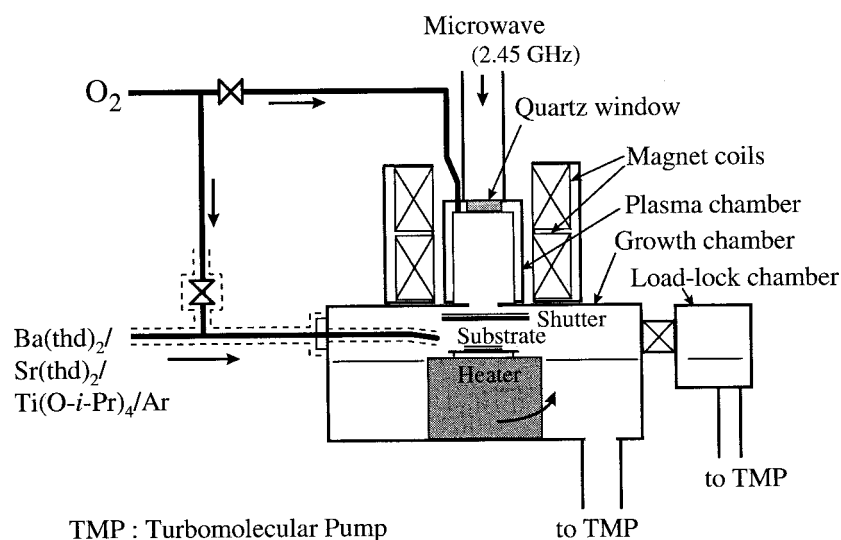 Microwave
(2.45 GHz)
O2
Quartz window
Magnet coils
Plasma chamber
Growth chamber
Load-lock chamber
Shutter
Substrate
Heater
Ba(thd)2/
Sr(thd)2/
Ti(O-i-Pr)4/Ar
to TMP
TMP : Turbomolecular Pump
to TMP